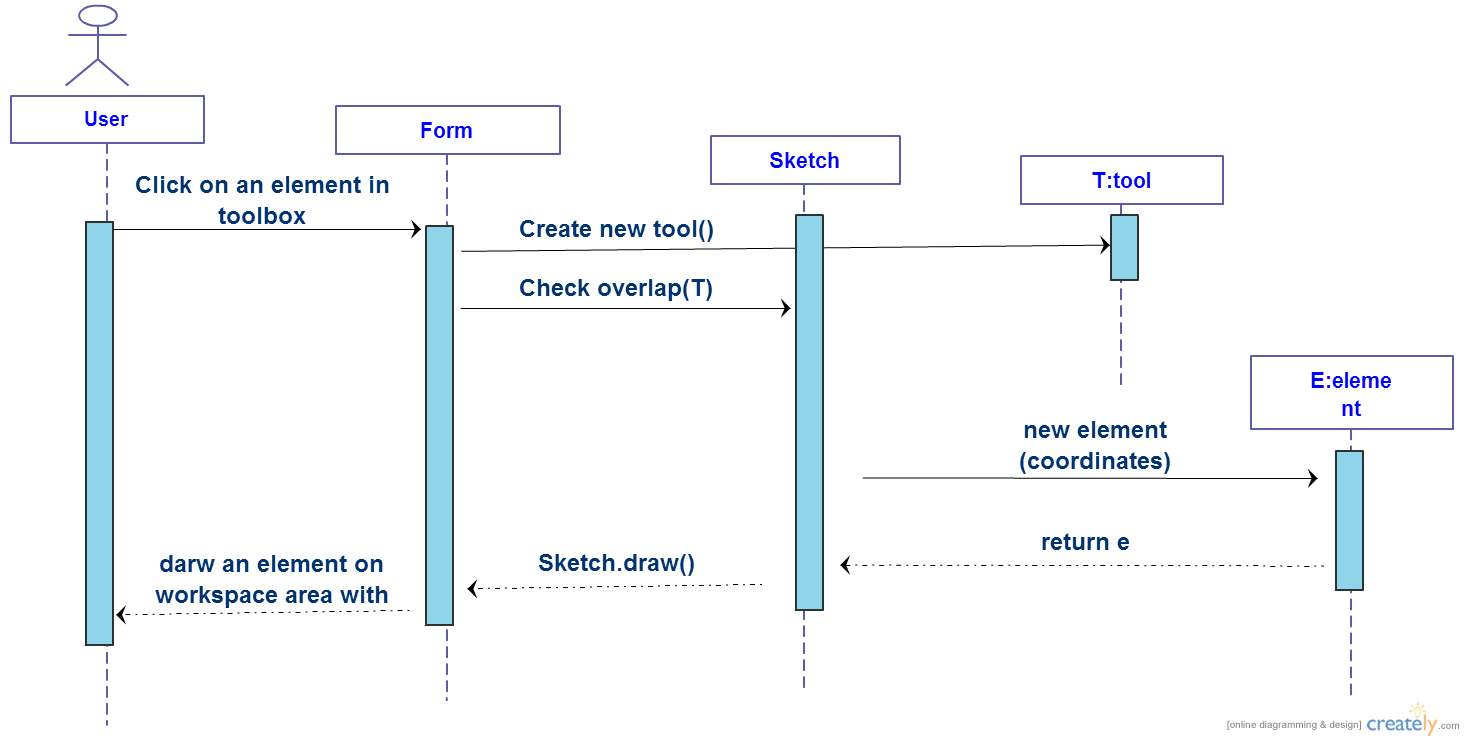 User
Form
Sketch
T:tool
Click on an element in
toolbox
Create new tool()
Check overlap(T)
E:eleme
nt
new element
(coordinates)
return e
Sketch.draw()
darw an element on
workspace area with
[online diagramming & design] creately.com